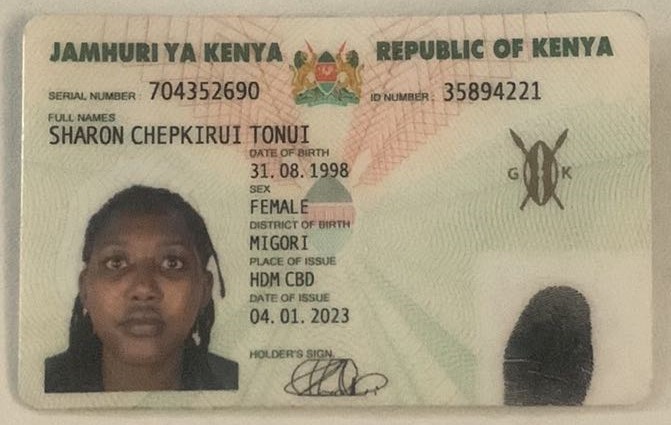 JAMHURI YA KENYA REPUBLIC OF KENYA
SERIAL NUMBER: 704352690 ID NUMBER: 35894221
FULL NAMES
SHARON CHEPKIRUI TONUI
DATE OF BIRTH
31.08.1998
SEX
FEMALE
DISTRICT OF BIRTH
MIGORI
PLACE OF ISSUE
HDM CBD
DATE OF ISSUE
04.01.2023
HOLDER'S SIGN.
G K